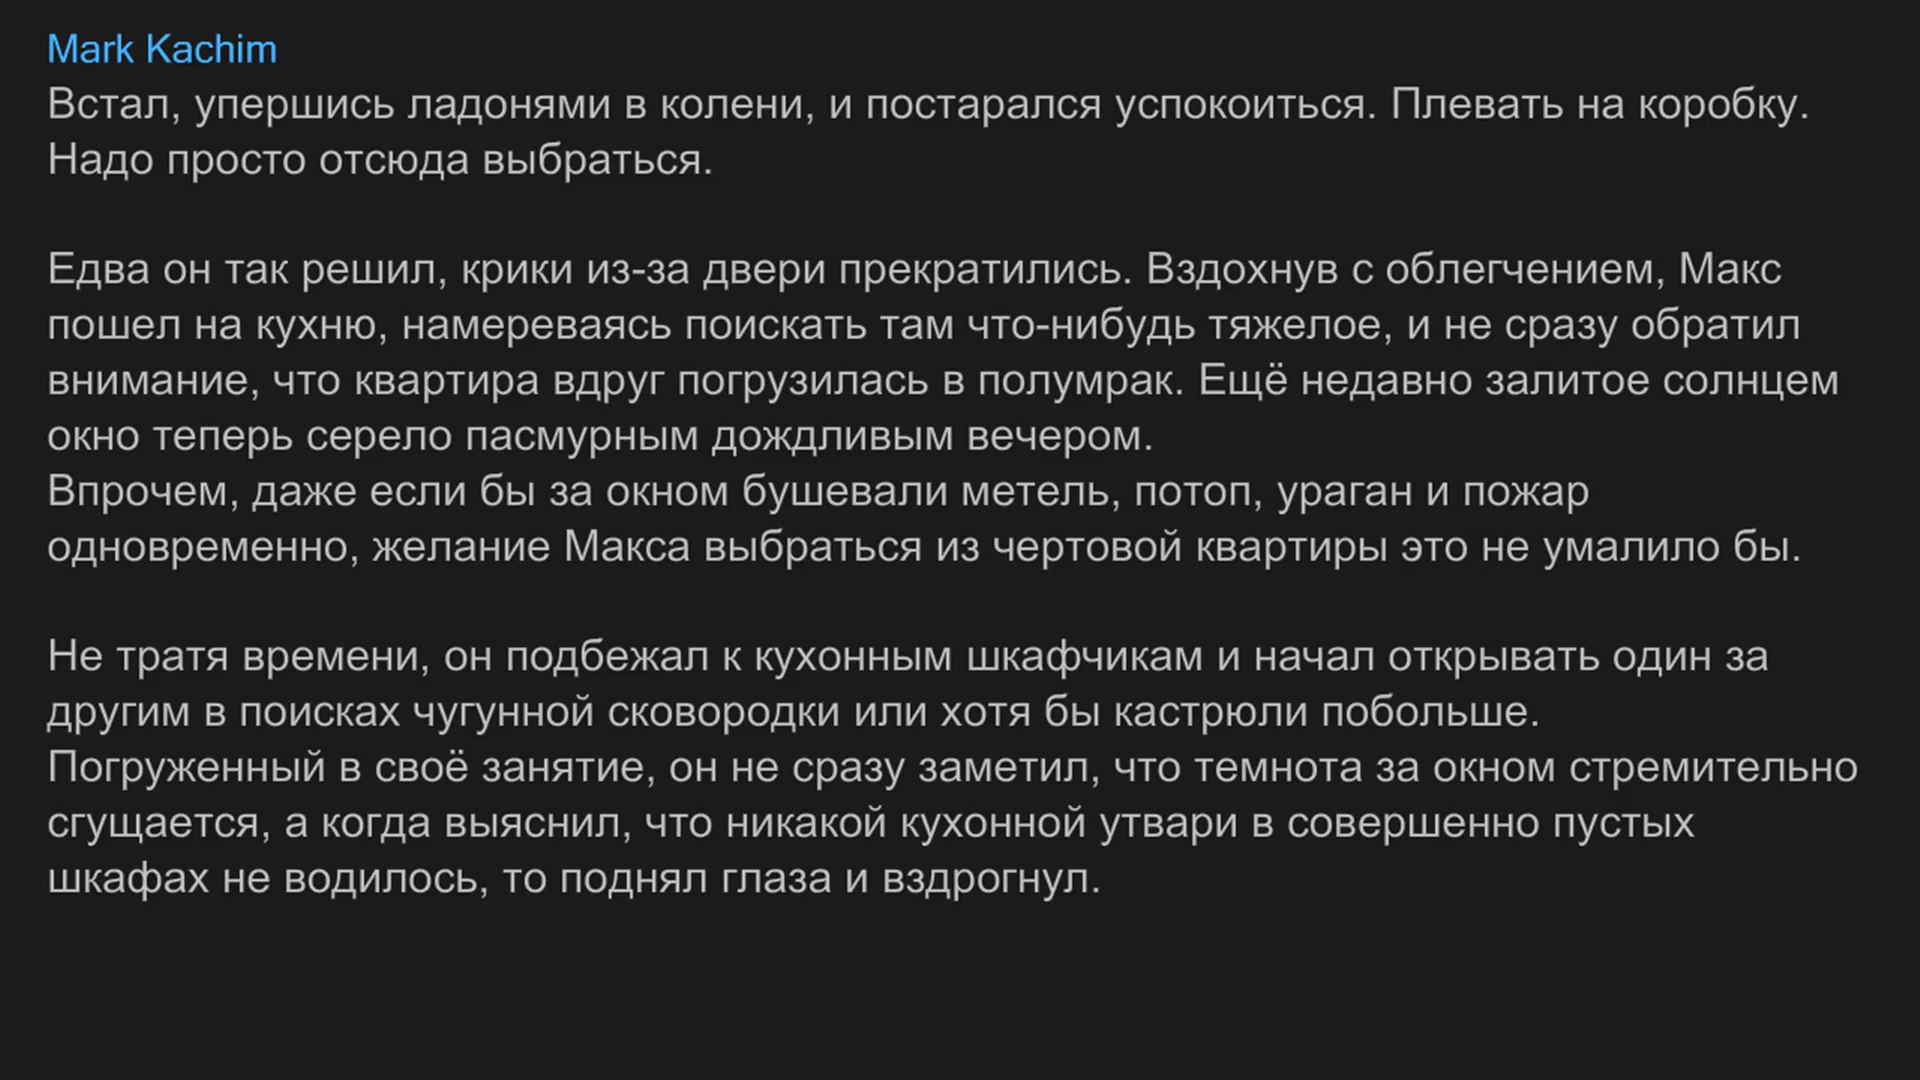 Mark Kachim
Встал, упершись ладонями в колени, и постарался успокоиться. Плевать на коробку.
Надо просто отсюда выбраться.
Едва он так решил, крики из-за двери прекратились. Вздохнув с облегчением, Макс
пошел на кухню, намереваясь поискать там что-нибудь тяжелое, и не сразу обратил
внимание, что квартира вдруг погрузилась в полумрак. Ещё недавно залитое солнцем
окно теперь серело пасмурным дождливым вечером.
Впрочем, даже если бы за окном бушевали метель, потоп, ураган и пожар
одновременно, желание Макса выбраться из чертовой квартиры это не умалило бы.
Не тратя времени, он подбежал к кухонным шкафчикам и начал открывать один за
другим в поисках чугунной сковородки или хотя бы кастрюли побольше.
Погруженный в своё занятие, он не сразу заметил, что темнота за окном стремительно
сгущается, а когда выяснил, что никакой кухонной утвари в совершенно пустых
шкафах не водилось, то поднял глаза и вздрогнул.